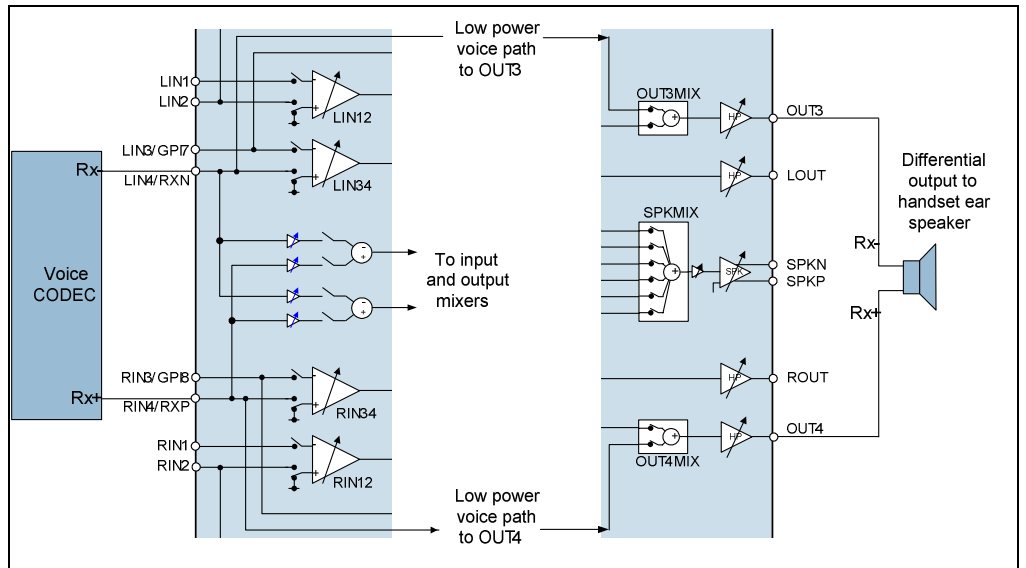 Low power
voice path
to OUT3
LIN1
LIN2
LIN12
LIN3/GPI7
Rx-
LIN4/RXN
LIN34
Voice
CODEC
To input
and output
mixers
RIN3/GPI8
Rx+
RIN4/RXP
RIN34
RIN1
RIN2
RIN12
Low power
voice path
to OUT4
OUT3MIX
HP
OUT3
HP
LOUT
SPKMIX
SPK
SPKN
SPKP
HP
ROUT
HP
OUT4
OUT4MIX
Differential
output to
handset ear
speaker
Rx-
Rx+